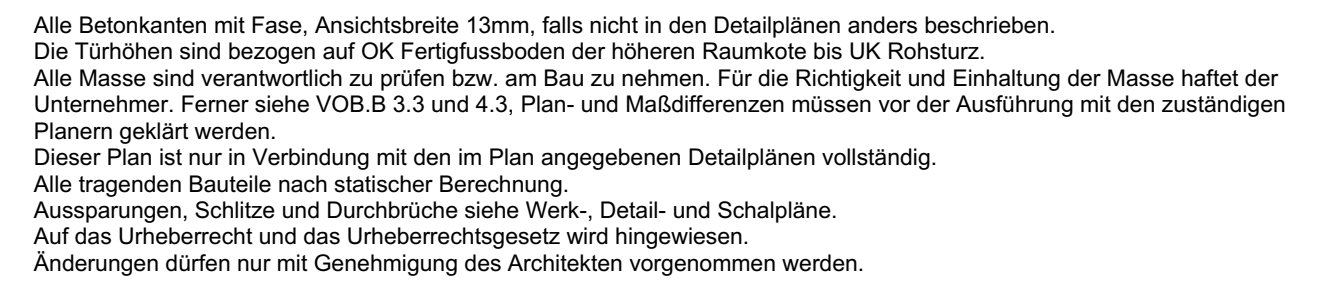 Alle Betonkanten mit Fase, Ansichtsbreite 13mm, falls nicht in den Detailplänen anders beschrieben.
Die Türhöhen sind bezogen auf OK Fertigfussboden der höheren Raumkote bis UK Rohsturz.
Alle Masse sind verantwortlich zu prüfen bzw. am Bau zu nehmen. Für die Richtigkeit und Einhaltung der Masse haftet der
Unternehmer. Ferner siehe VOB.B 3.3 und 4.3, Plan- und Maßdifferenzen müssen vor der Ausführung mit den zuständigen
Planern geklärt werden.
Dieser Plan ist nur in Verbindung mit den im Plan angegebenen Detailplänen vollständig.
Alle tragenden Bauteile nach statischer Berechnung.
Aussparungen, Schlitze und Durchbrüche siehe Werk-, Detail- und Schalpläne.
Auf das Urheberrecht und das Urheberrechtsgesetz wird hingewiesen.
Änderungen dürfen nur mit Genehmigung des Architekten vorgenommen werden.